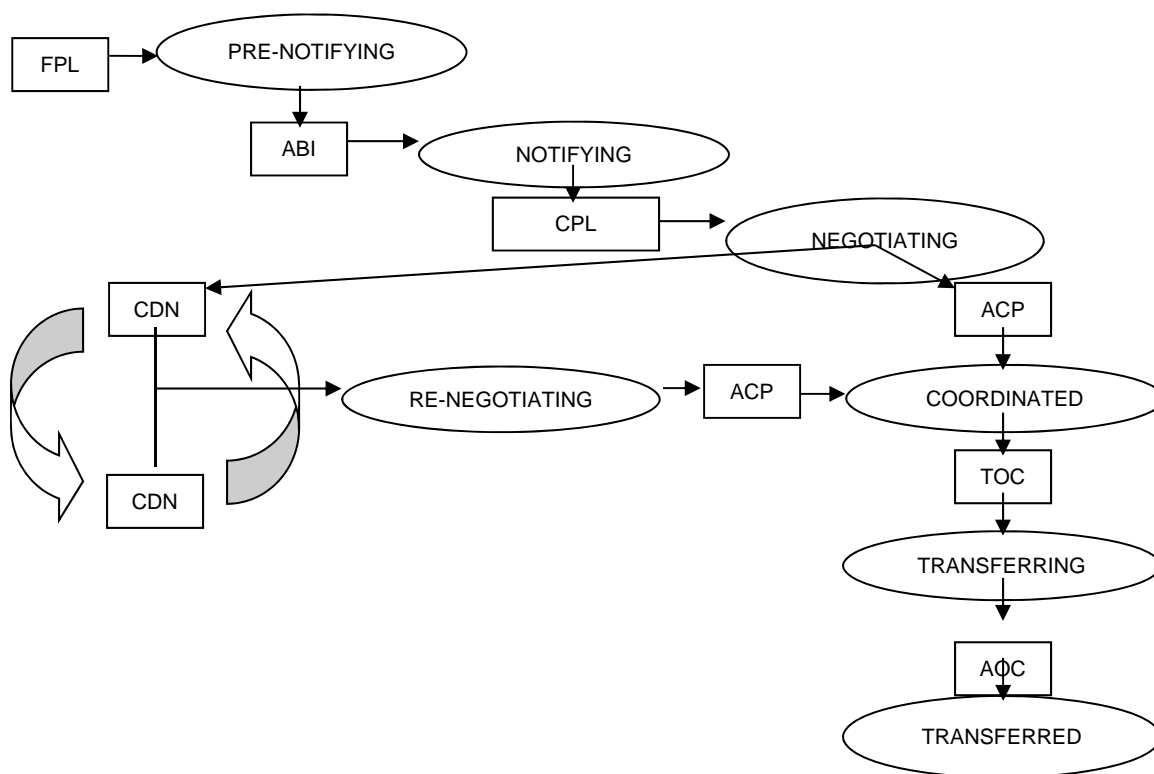 FPL
PRE-NOTIFYING
ABI
NOTIFYING
CPL
NEGOTIATING
CDN
ACP
RE-NEGOTIATING
ACP
COORDINATED
CDN
TOC
TRANSFERRING
AOC
TRANSFERRED